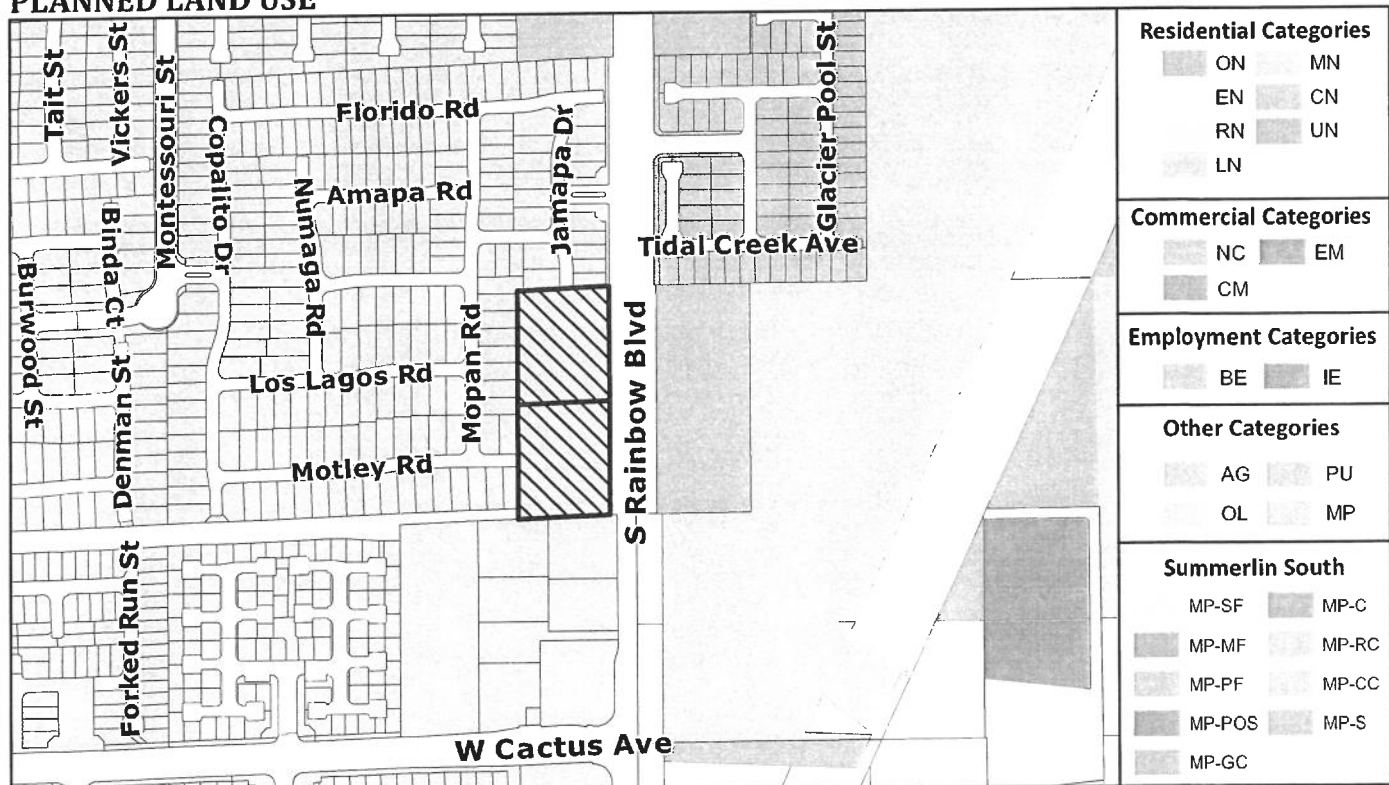 PLANNED LAND USE
Tait St
Vickers St
Montessouri St
Copalito Dr
Florido Rd
Numaga Rd
Amapa Rd
Jamapa Dr
Glacier Pool St
Tidal Creek Ave
Burwood St
Binda Ct
Denman St
Los Lagos Rd
Mopan Rd
Motley Rd
S Rainbow Blvd
Forked Run St
W Cactus Ave
Residential Categories
ON MN
EN CN
RN UN
LN
Commercial Categories
NC EM
CM
Employment Categories
BE IE
Other Categories
AG PU
OL MP
Summerlin South
MP-SF MP-C
MP-MF MP-RC
MP-PF MP-CC
MP-POS MP-S
MP-GC